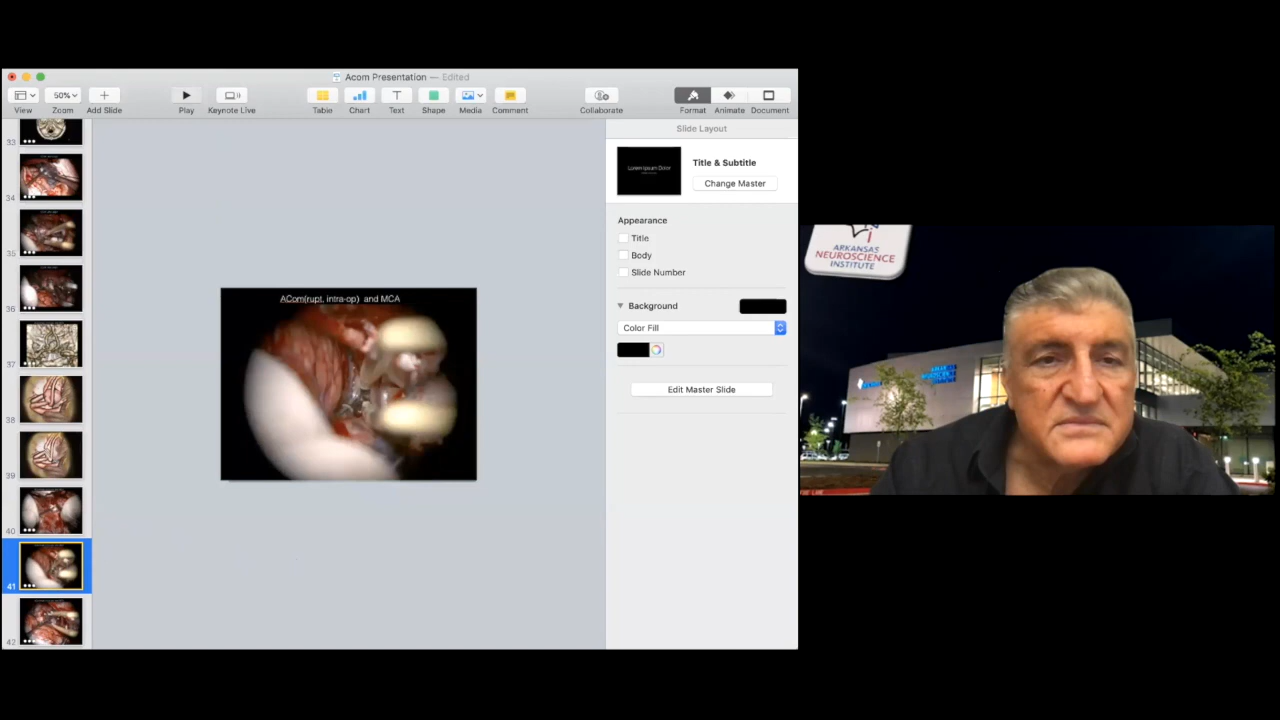 Acom Presentation — Edited
50%
View
Zoom
Add Slide
Play
Keynote Live
Table
Chart
Text
Shape
Media
Comment
Collaborate
Format
Animate
Document
33
34
35
36
37
38
39
40
41
42
ACom(rupt, intra-op) and MCA
Slide Layout
Lorem Ipsum Dolor
Title & Subtitle
Change Master
Appearance
Title
Body
Slide Number
Background
Color Fill
Edit Master Slide
ARKANSAS
NEUROSCIENCE
INSTITUTE